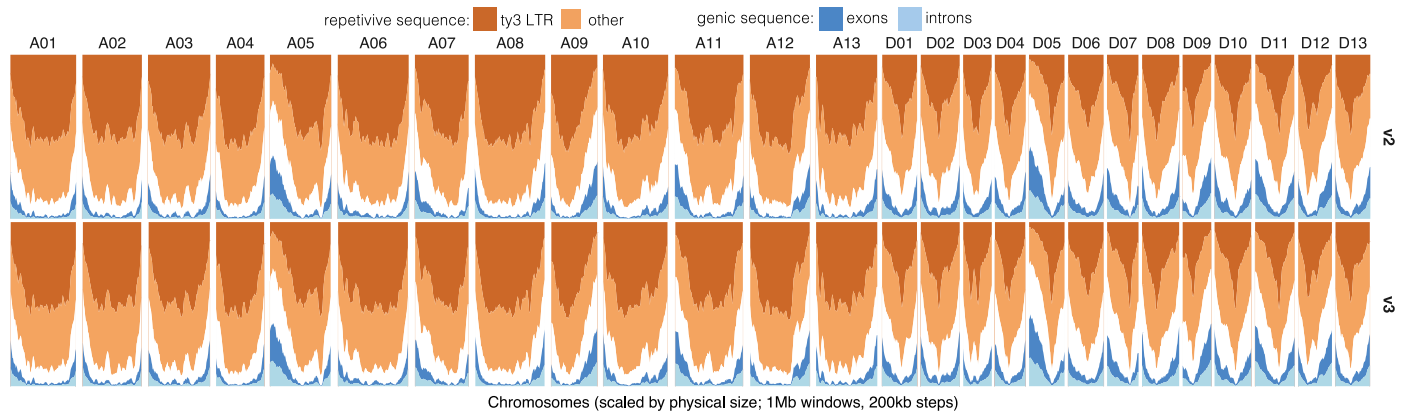 repetivive sequence: ty3 LTR other genic sequence: exons introns
A01 A02 A03 A04 A05 A06 A07 A08 A09 A10 A11 A12 A13 D01 D02 D03 D04 D05 D06 D07 D08 D09 D10 D11 D12 D13
v2
v3
Chromosomes (scaled by physical size; 1Mb windows, 200kb steps)